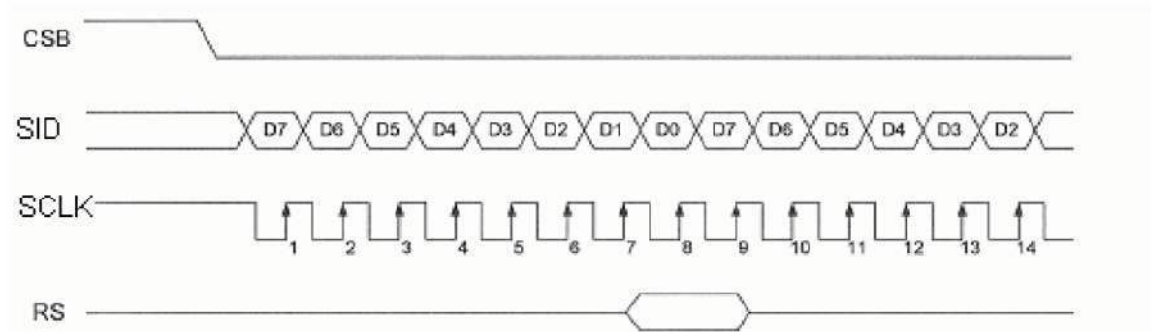 CSB
SID D7 D6 D5 D4 D3 D2 D1 D0 D7 D6 D5 D4 D3 D2
SCLK
1 2 3 4 5 6 7 8 9 10 11 12 13 14
RS